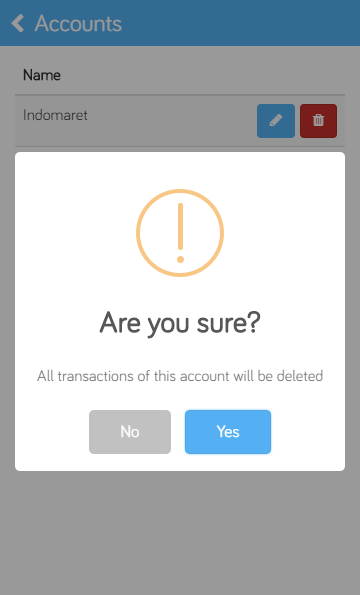 Accounts
Name
Indomaret
Are you sure?
All transactions of this account will be deleted
No
Yes